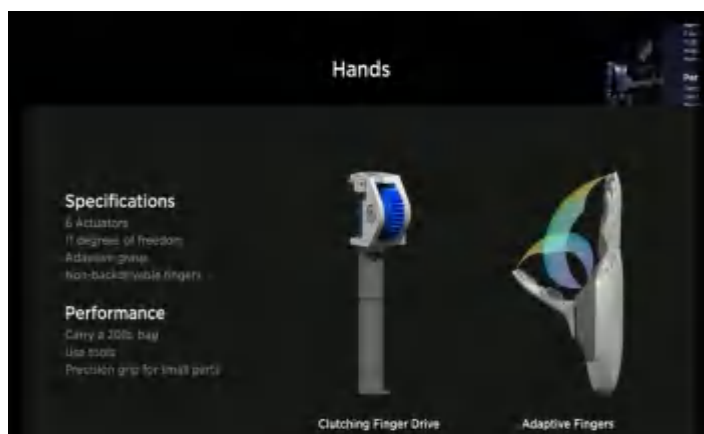 Hands
Specifications
6 Actuators
11 degrees of freedom
Adaptive grasp
Non-backdrivable fingers
Performance
Carry a 20lb. bag
Use tools
Precision grip for small parts
Clutching Finger Drive
Adaptive Fingers